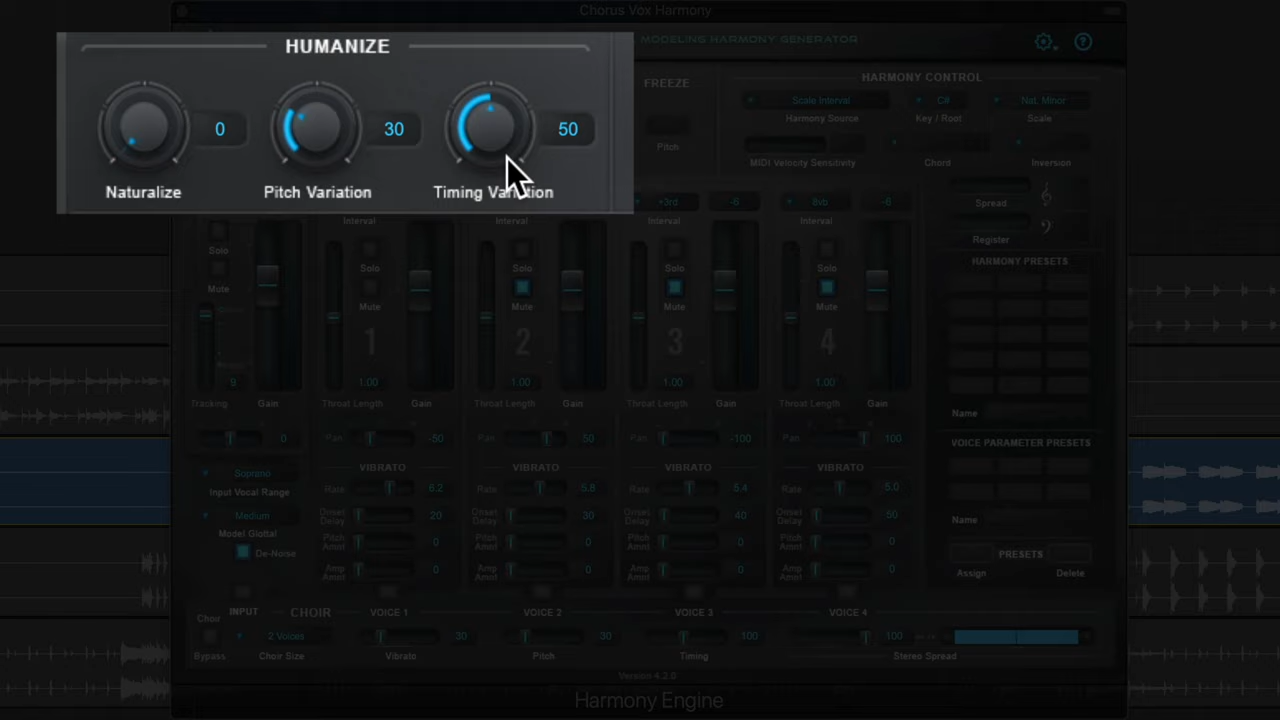 Chorus Vox Harmony
HUMANIZE
0
30
50
Naturalize
Pitch Variation
Timing Variation
MODELING HARMONY GENERATOR
?
FREEZE
Pitch
HARMONY CONTROL
Scale Interval
C#
Nat. Minor
Harmony Source
Key / Root
Scale
MIDI Velocity Sensitivity
Chord
Inversion
+3rd
-6
8vb
-6
Spread
Register
Interval
Interval
Interval
Interval
Solo
Solo
Solo
Solo
Solo
Mute
Mute
Mute
Mute
Mute
1
2
3
4
9
1.00
1.00
1.00
1.00
Tracking
Gain
Throat Length
Gain
Throat Length
Gain
Throat Length
Gain
Throat Length
Gain
HARMONY PRESETS
Name
0
Pan
-50
Pan
50
Pan
-100
Pan
100
VOICE PARAMETER PRESETS
Soprano
Input Vocal Range
Medium
Model Glottal
De-Noise
VIBRATO
VIBRATO
VIBRATO
VIBRATO
Rate
6.2
Rate
5.8
Rate
5.4
Rate
5.0
Onset Delay
20
Onset Delay
30
Onset Delay
40
Onset Delay
50
Pitch Amnt
0
Pitch Amnt
0
Pitch Amnt
0
Pitch Amnt
0
Amp Amnt
0
Amp Amnt
0
Amp Amnt
0
Amp Amnt
0
Name
PRESETS
Assign
Delete
INPUT
CHOIR
VOICE 1
VOICE 2
VOICE 3
VOICE 4
Choir
Bypass
2 Voices
Choir Size
30
Vibrato
30
Pitch
100
Timing
100
Stereo Spread
Version 4.2.0
Harmony Engine